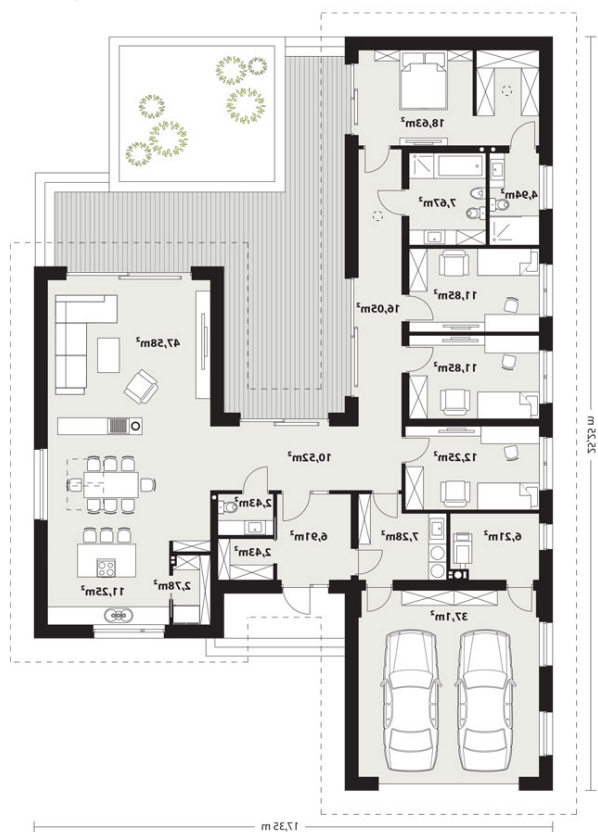 18,63m²
4,94m²
7,67m²
11,85m²
16,05m²
47,58m²
11,85m²
25,25 m
10,52m²
12,25m²
2,43m²
6,91m²
7,28m²
6,21m²
2,43m²
2,78m²
11,25m²
37,1m²
17,35 m